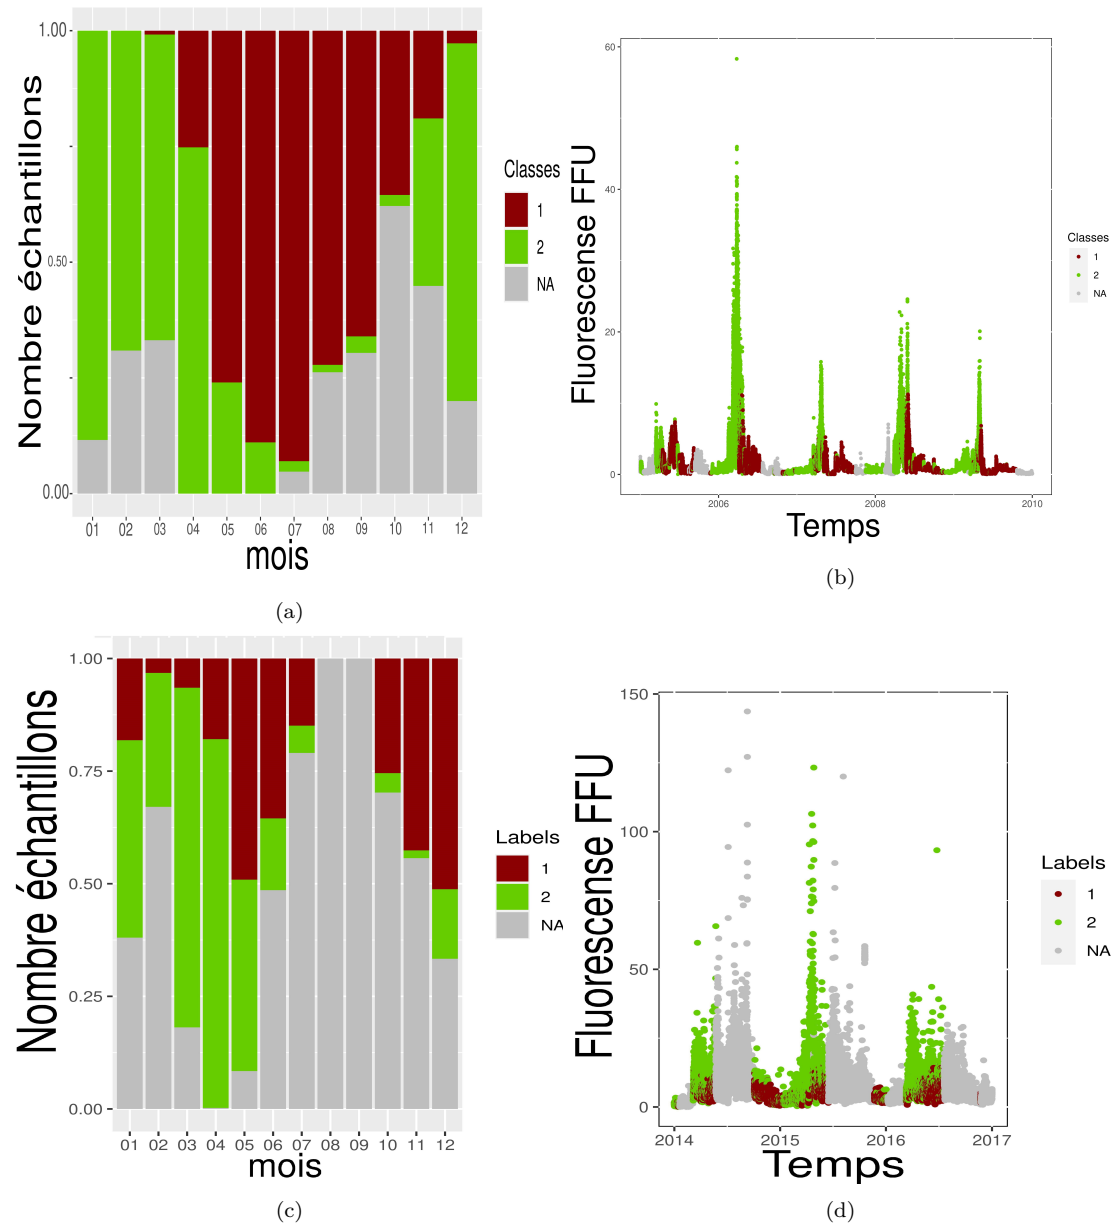 Nombre échantillons
1.00
0.50
0.00
01 02 03 04 05 06 07 08 09 10 11 12
mois
Classes
1
2
NA
(a)
Fluorescense FFU
60
40
20
0
2006 2008 2010
Temps
Classes
1
2
NA
(b)
Nombre échantillons
1.00
0.75
0.50
0.25
0.00
01 02 03 04 05 06 07 08 09 10 11 12
mois
Labels
1
2
NA
(c)
Fluorescense FFU
150
100
50
0
2014 2015 2016 2017
Temps
Labels
1
2
NA
(d)